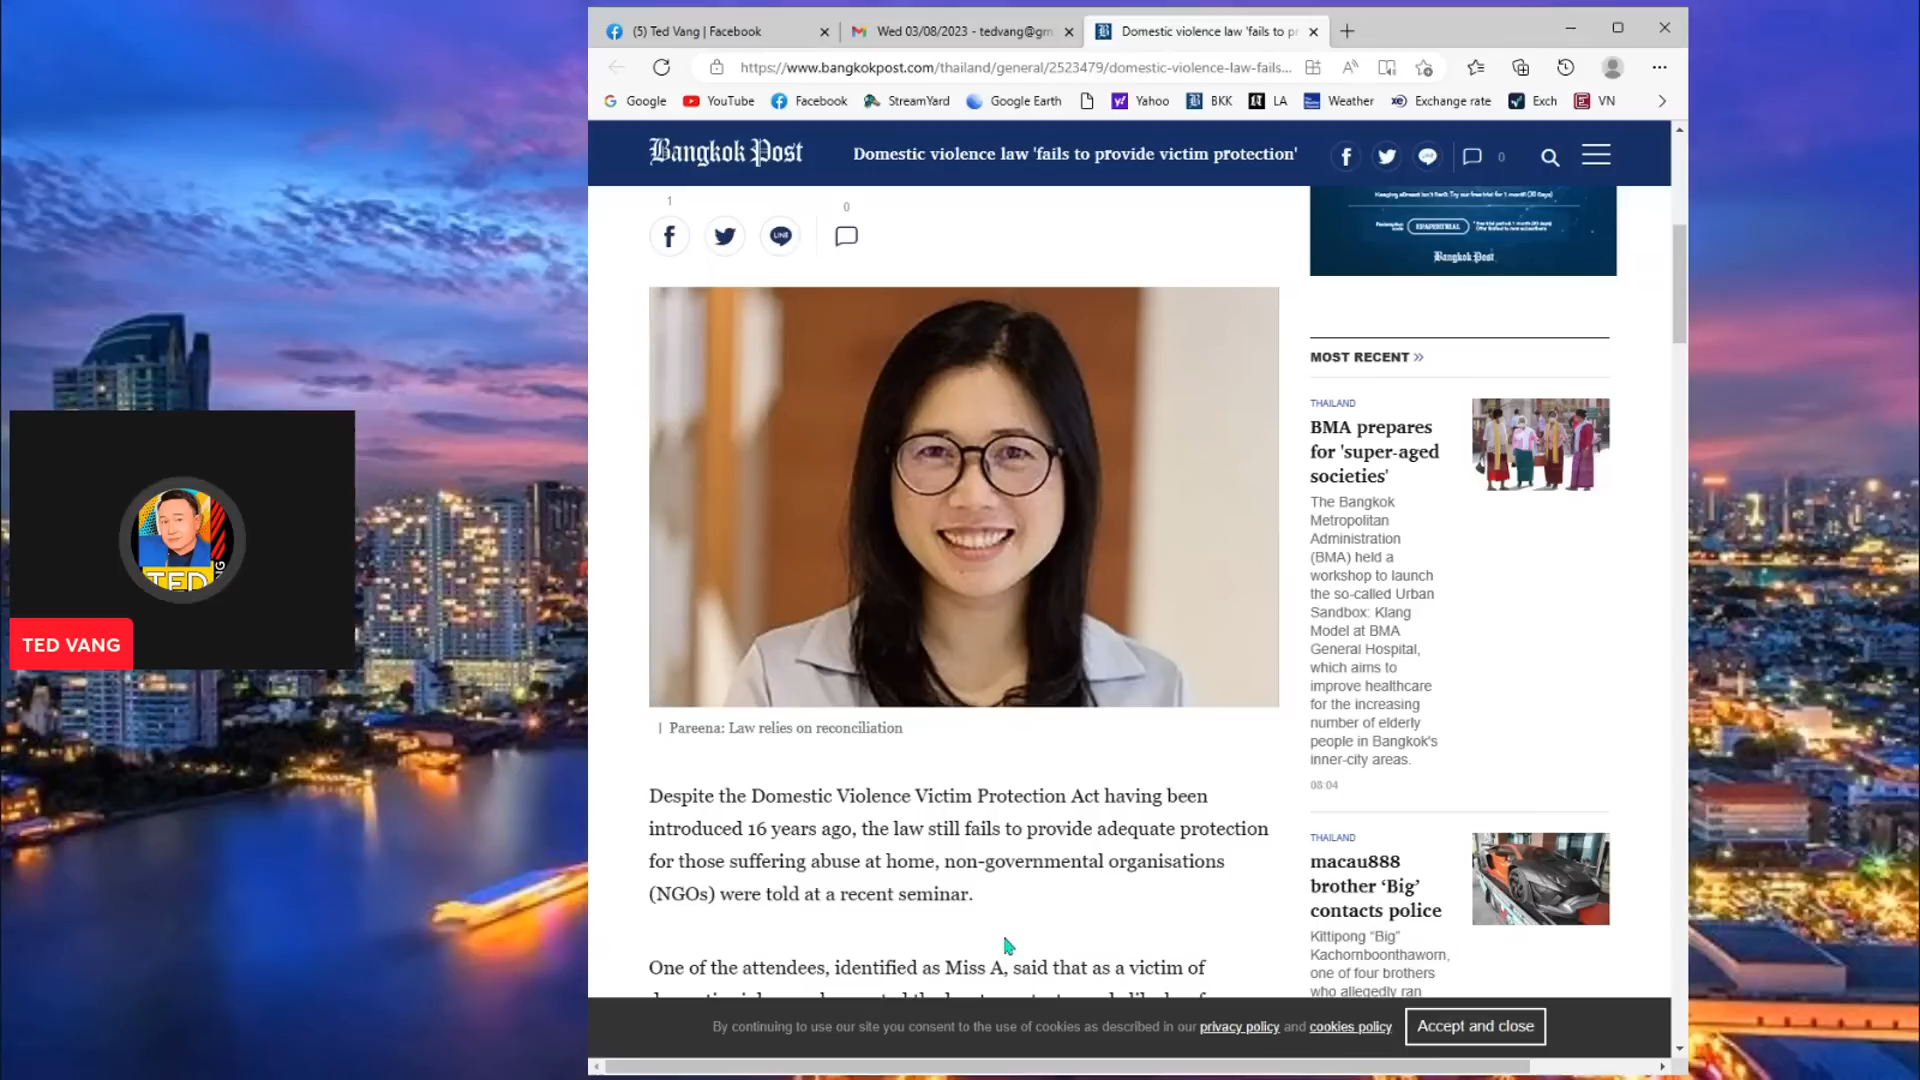 (5) Ted Vang | Facebook
Wed 03/08/2023 - tedvang@gm
Domestic violence law 'fails to pr
https://www.bangkokpost.com/thailand/general/2523479/domestic-violence-law-fails...
Google YouTube Facebook StreamYard Google Earth Yahoo BKK LA Weather Exchange rate Exch VN
Bangkok Post
Domestic violence law 'fails to provide victim protection'
0
1
0
LINE
EPAPERTRIAL
Bangkok Post
| Pareena: Law relies on reconciliation
Despite the Domestic Violence Victim Protection Act having been
introduced 16 years ago, the law still fails to provide adequate protection
for those suffering abuse at home, non-governmental organisations
(NGOs) were told at a recent seminar.
One of the attendees, identified as Miss A, said that as a victim of
MOST RECENT »
THAILAND
BMA prepares
for 'super-aged
societies'
The Bangkok
Metropolitan
Administration
(BMA) held a
workshop to launch
the so-called Urban
Sandbox: Klang
Model at BMA
General Hospital,
which aims to
improve healthcare
for the increasing
number of elderly
people in Bangkok's
inner-city areas.
08:04
THAILAND
macau888
brother ‘Big’
contacts police
Kittipong “Big”
Kachornboonthaworn,
one of four brothers
who allegedly ran
By continuing to use our site you consent to the use of cookies as described in our privacy policy and cookies policy
Accept and close
TED
TED VANG